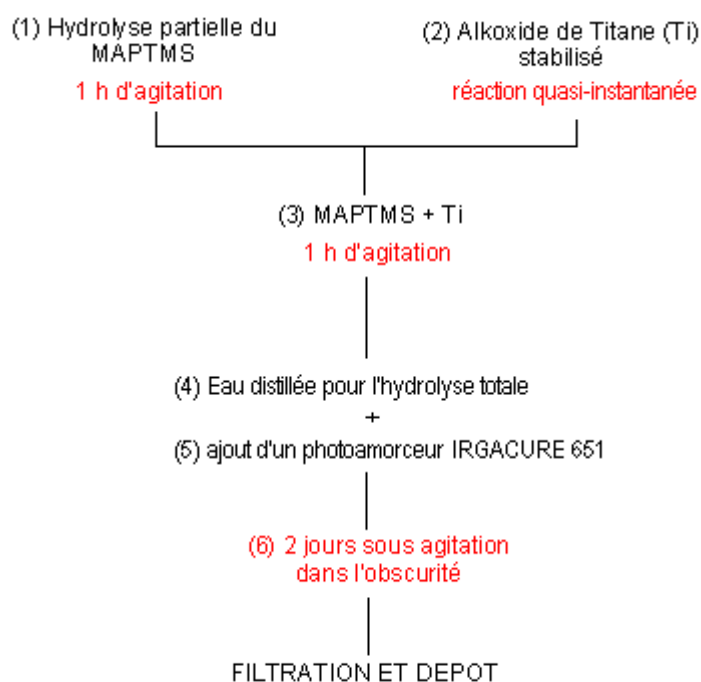 (1) Hydrolyse partielle du
MAPTMS
1 h d'agitation
(2) Alkoxide de Titane (Ti)
stabilisé
réaction quasi-instantanée
(3) MAPTMS + Ti
1 h d'agitation
(4) Eau distillée pour l'hydrolyse totale
+
(5) ajout d'un photoamorceur IRGACURE 651
(6) 2 jours sous agitation
dans l'obscurité
FILTRATION ET DEPOT